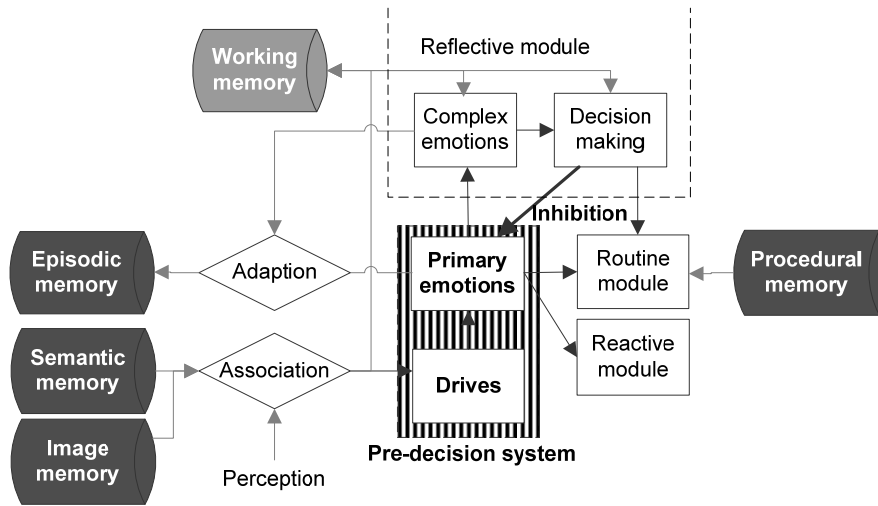 Reflective module
Working
memory
Complex
emotions
Decision
making
Inhibition
Episodic
memory
Adaption
Primary
emotions
Routine
module
Procedural
memory
Semantic
memory
Association
Drives
Reactive
module
Image
memory
Perception
Pre-decision system